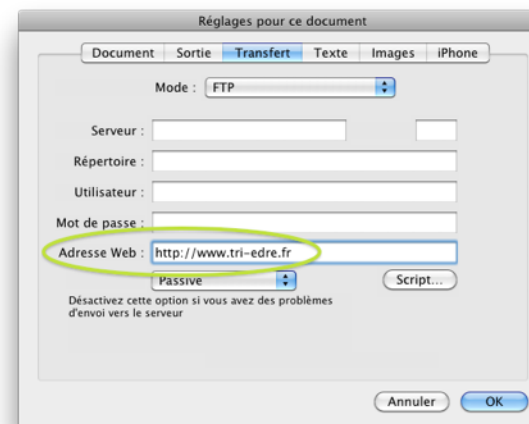 Réglages pour ce document
Document Sortie Transfert Texte Images iPhone
Mode : FTP
Serveur :
Répertoire :
Utilisateur :
Mot de passe :
Adresse Web : http://www.tri-edre.fr
Passive Script...
Désactivez cette option si vous avez des problèmes
d'envoi vers le serveur
Annuler OK